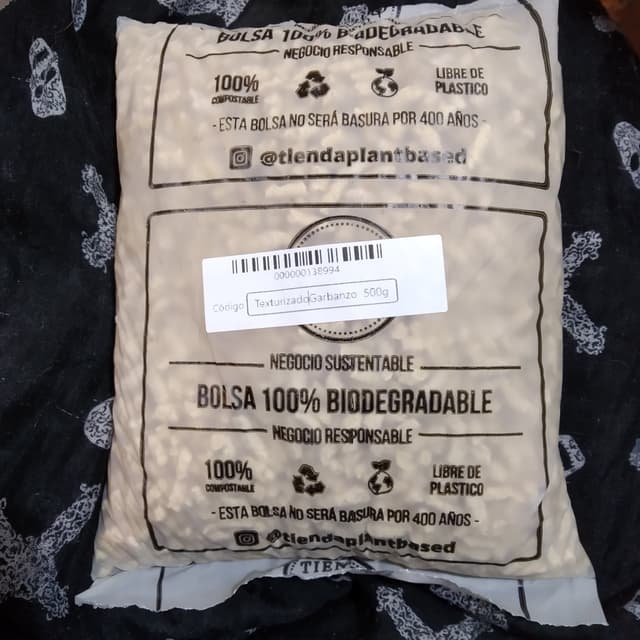 BOLSA 100% BIODEGRADABLE
NEGOCIO RESPONSABLE
100%
COMPOSTABLE
LIBRE DE
PLASTICO
- ESTA BOLSA NO SERÁ BASURA POR 400 AÑOS -
@tiendaplantbased
000000138994
Código TexturizadoGarbanzo 500g
NEGOCIO SUSTENTABLE
BOLSA 100% BIODEGRADABLE
NEGOCIO RESPONSABLE
100%
COMPOSTABLE
LIBRE DE
PLASTICO
- ESTA BOLSA NO SERÁ BASURA POR 400 AÑOS -
@tiendaplantbased